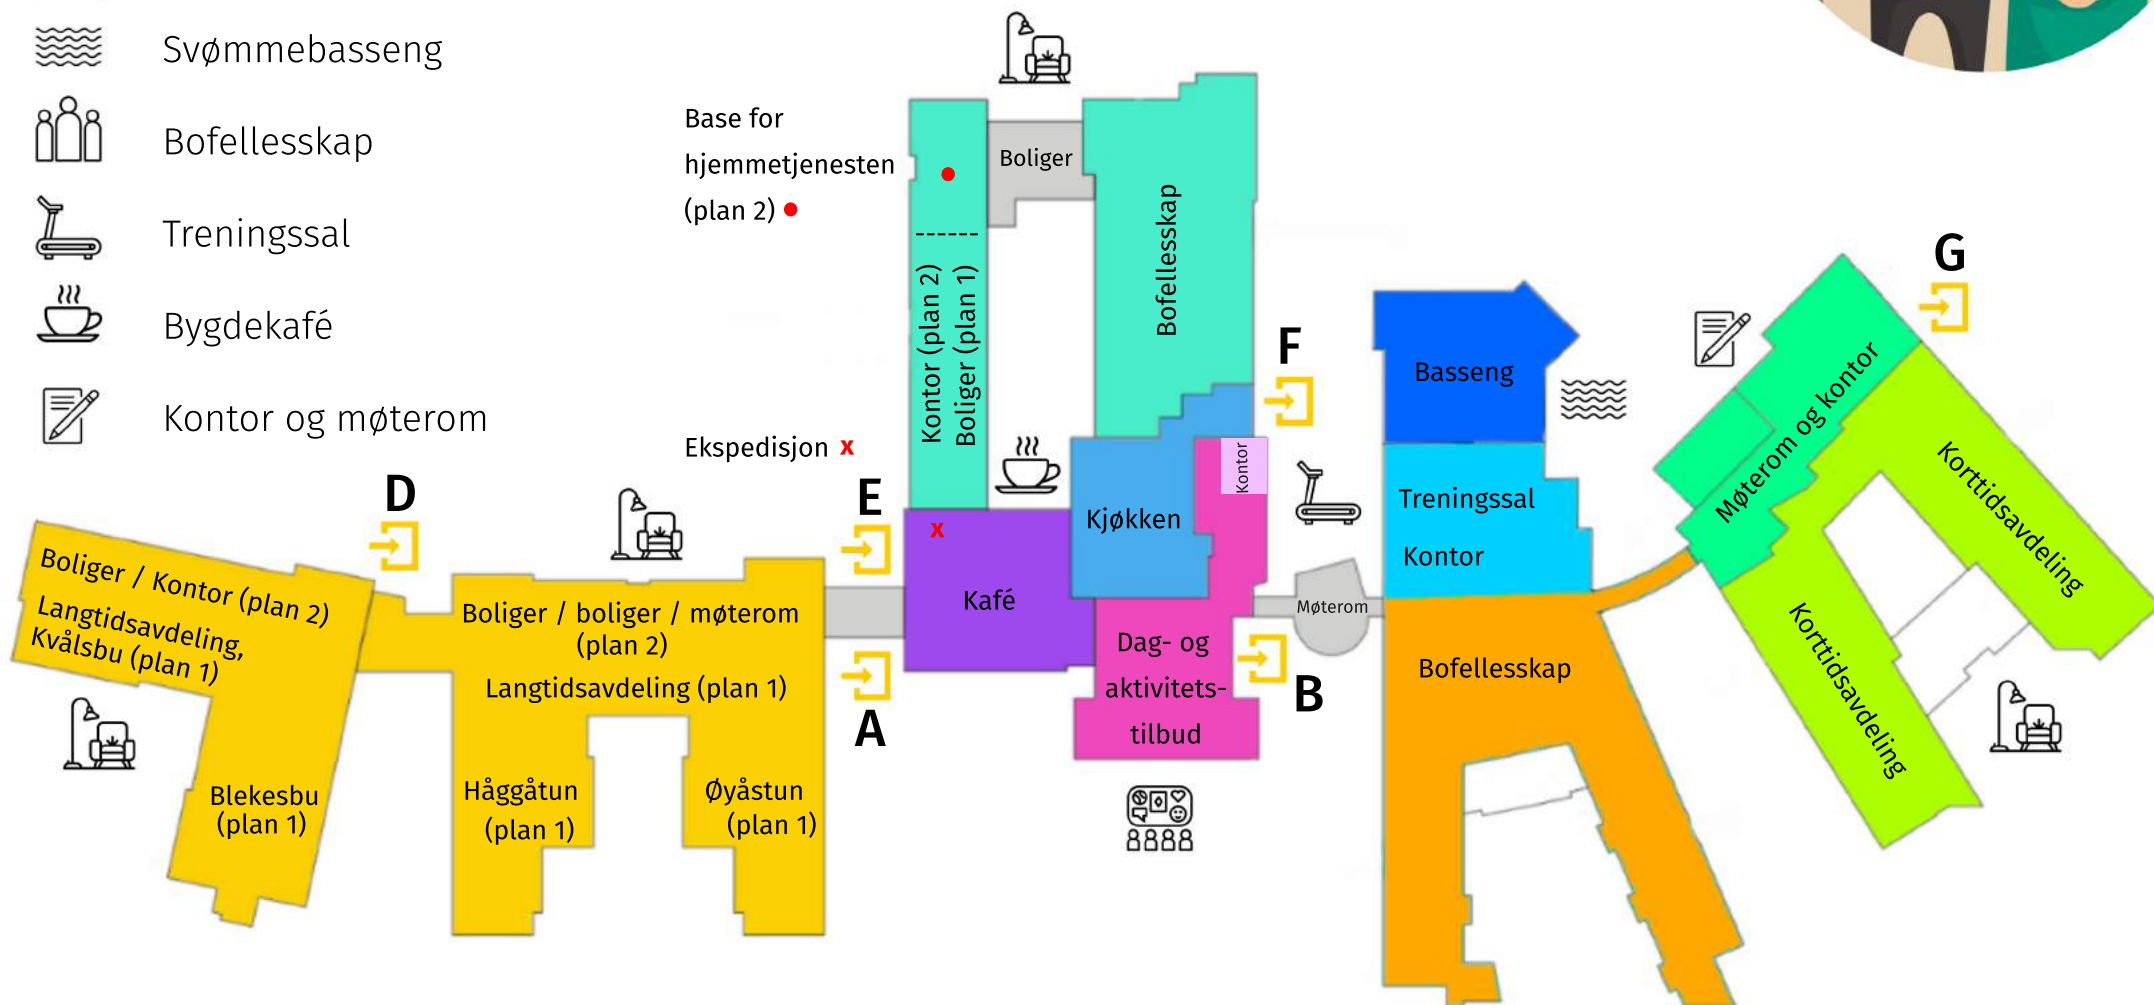 Svømmebasseng
Bofellesskap
Treningssal
Bygdekafé
Kontor og møterom
Base for
hjemmetjenesten
(plan 2)
Boliger
Bofellesskap
Kontor (plan 2)
Boliger (plan 1)
Ekspedisjon x
D
E
F
G
A
B
x
Boliger / Kontor (plan 2)
Langtidsavdeling,
Kvålsbu (plan 1)
Blekesbu
(plan 1)
Boliger / boliger / møterom
(plan 2)
Langtidsavdeling (plan 1)
Håggåtun
(plan 1)
Øyåstun
(plan 1)
Kafé
Kjøkken
Kontor
Dag- og
aktivitets-
tilbud
Møterom
Basseng
Treningssal
Kontor
Bofellesskap
Møterom og kontor
Korttidsavdeling
Korttidsavdeling